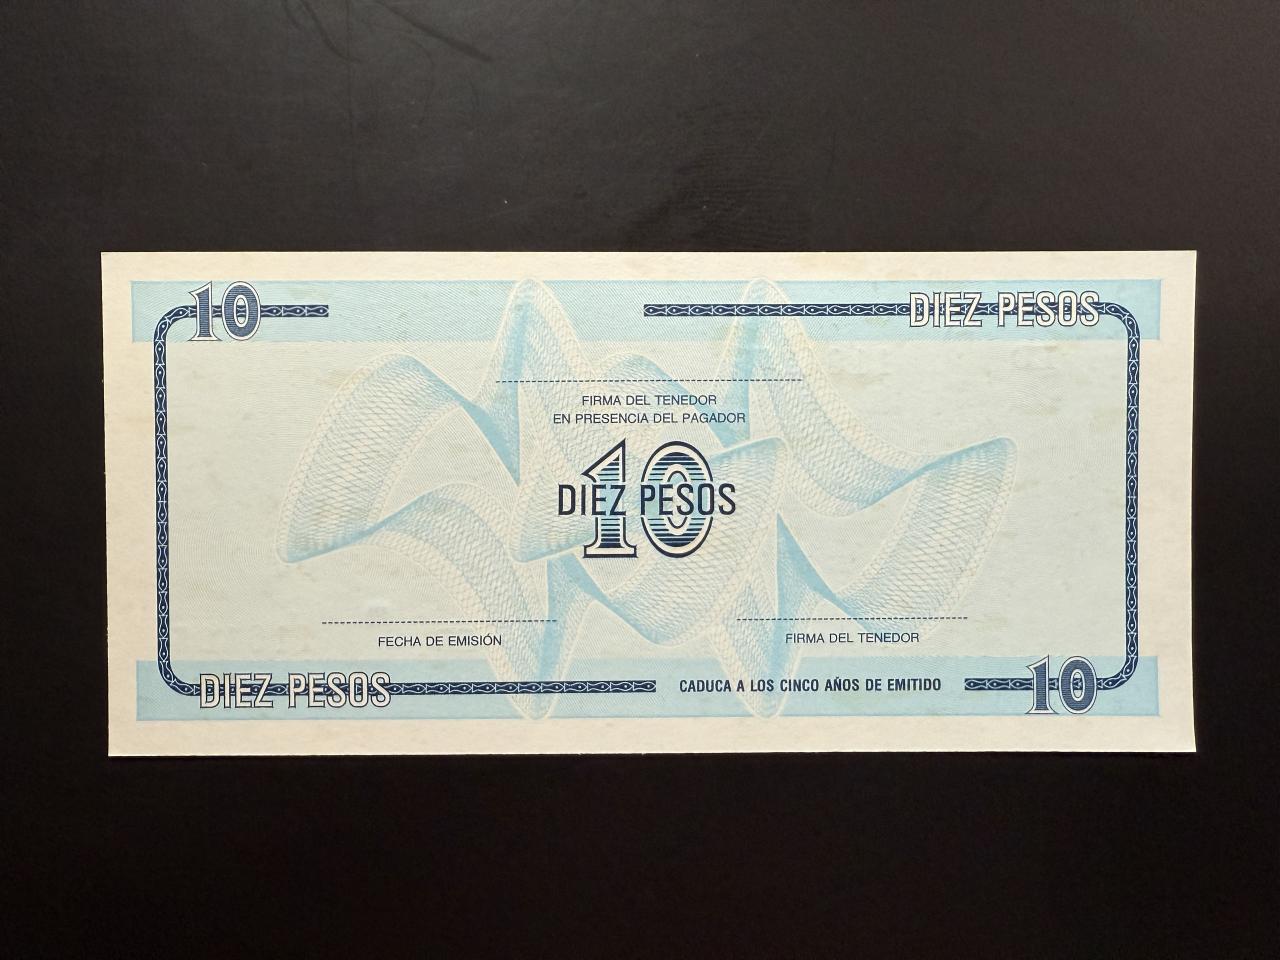 10
DIEZ PESOS
FIRMA DEL TENEDOR
EN PRESENCIA DEL PAGADOR
10
DIEZ PESOS
FECHA DE EMISIÓN
FIRMA DEL TENEDOR
DIEZ PESOS
CADUCA A LOS CINCO AÑOS DE EMITIDO
10